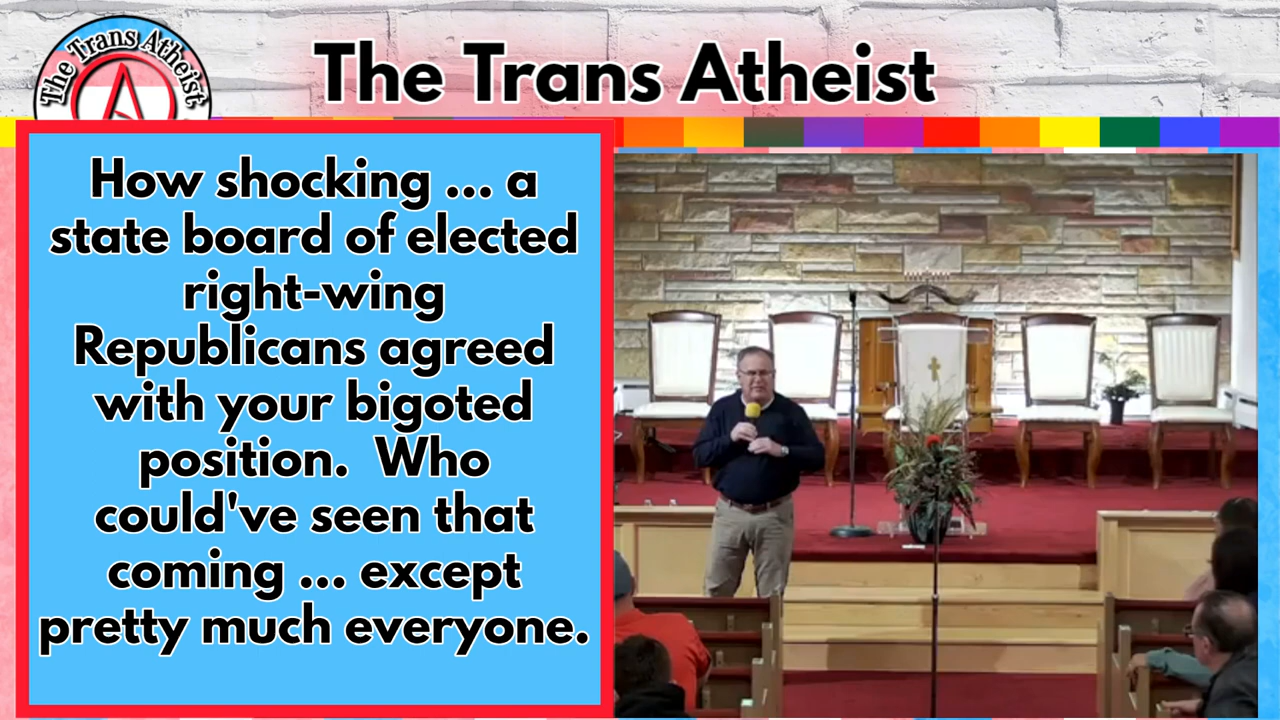 The Trans Atheist
The Trans Atheist
How shocking ... a
state board of elected
right-wing
Republicans agreed
with your bigoted
position.  Who
could've seen that
coming ... except
pretty much everyone.